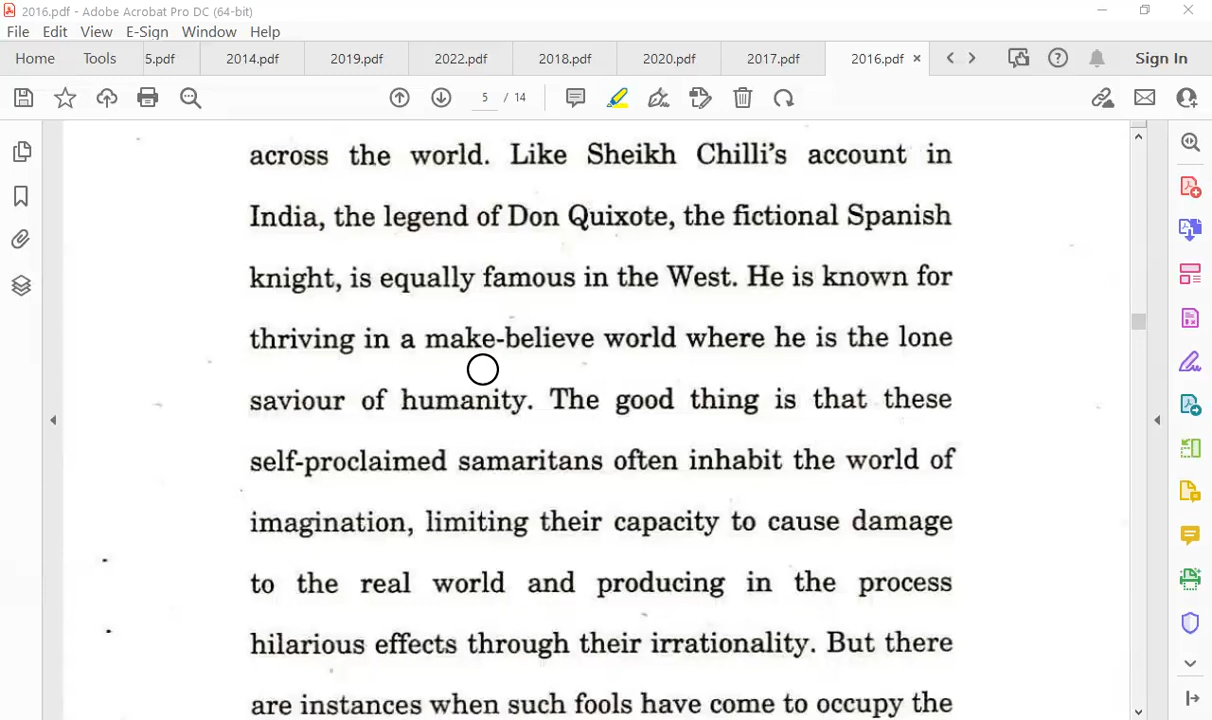 2016.pdf - Adobe Acrobat Pro DC (64-bit)
File Edit View E-Sign Window Help
Home Tools 5.pdf 2014.pdf 2019.pdf 2022.pdf 2018.pdf 2020.pdf 2017.pdf 2016.pdf × Sign In
5 / 14
across the world. Like Sheikh Chilli's account in
India, the legend of Don Quixote, the fictional Spanish
knight, is equally famous in the West. He is known for
thriving in a make-believe world where he is the lone
saviour of humanity. The good thing is that these
self-proclaimed samaritans often inhabit the world of
imagination, limiting their capacity to cause damage
to the real world and producing in the process
hilarious effects through their irrationality. But there
are instances when such fools have come to occupy the